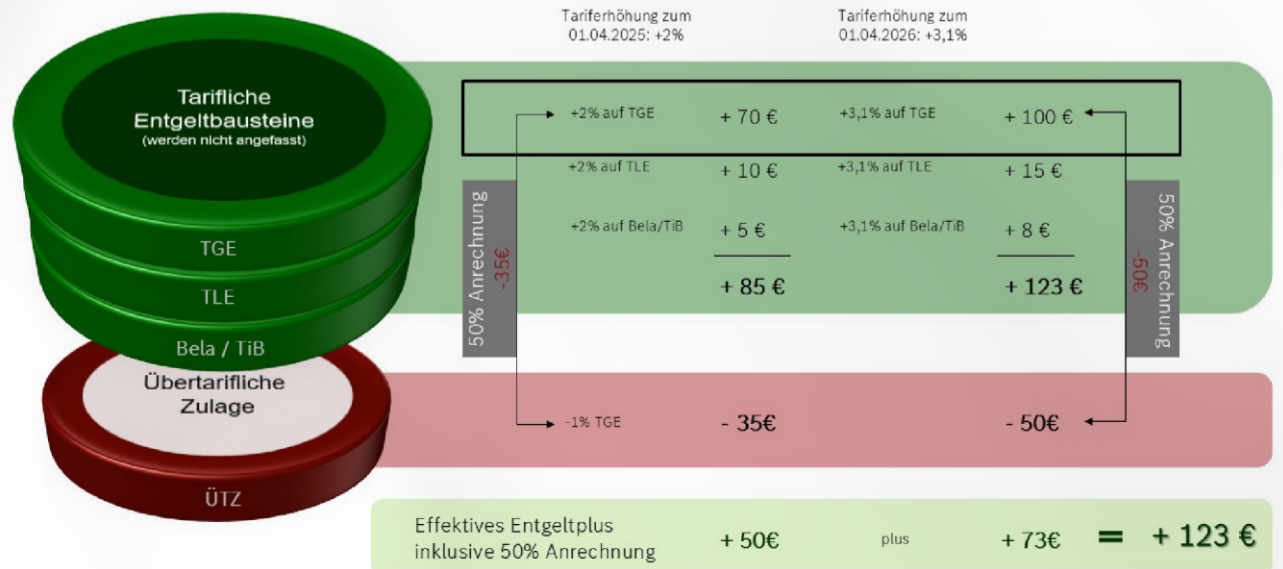 Tariferhöhung zum
01.04.2025: +2%
Tariferhöhung zum
01.04.2026: +3,1%
Tarifliche
Entgeltbausteine
(werden nicht angefasst)
TGE
TLE
Bela / TiB
Übertarifliche
Zulage
ÜTZ
50% Anrechnung
-35€
+2% auf TGE + 70 € +3,1% auf TGE + 100 €
+2% auf TLE + 10 € +3,1% auf TLE + 15 €
+2% auf Bela/TiB + 5 € +3,1% auf Bela/TiB + 8 €
+ 85 € + 123 €
50% Anrechnung
-50€
-1% TGE - 35€ - 50€
Effektives Entgeltplus
inklusive 50% Anrechnung + 50€ plus + 73€ = + 123 €